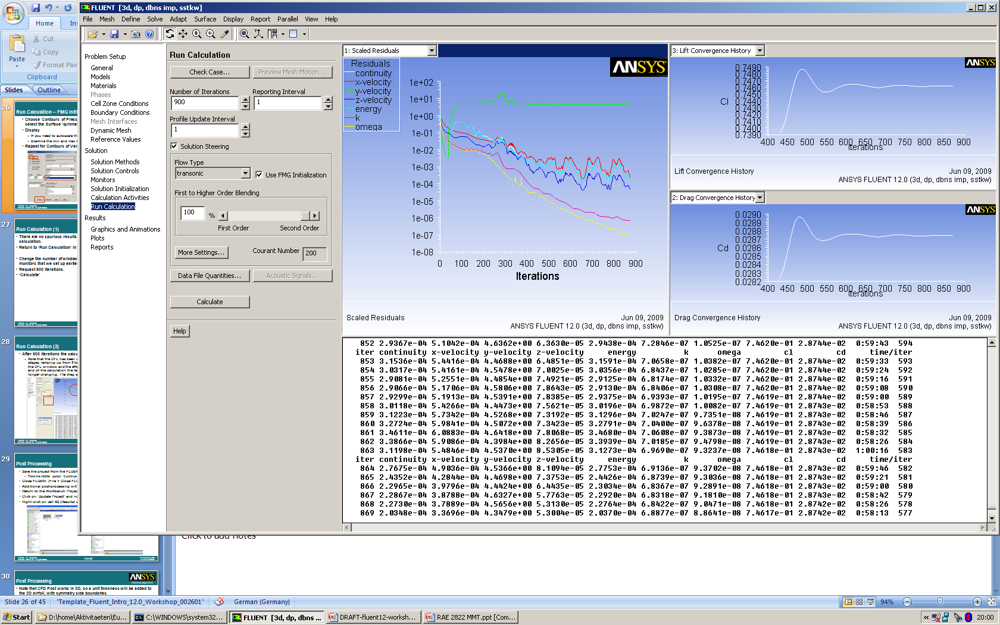 FLUENT [3d, dp, dbns imp, sstkw]
File Mesh Define Solve Adapt Surface Display Report Parallel View Help
Home
Cut
Copy
Paste
Format Pain
Clipboard
Slides Outline
26
27
Run Calculation (1)
28
Run Calculation (2)
29
Post Processing
30
Post Processing
ANSYS
• Note that CFD Post works in 3D, so a unit thickness will be added to
the 2D airfoil, with symmetry side boundaries.
Problem Setup
General
Models
Materials
Phases
Cell Zone Conditions
Boundary Conditions
Mesh Interfaces
Dynamic Mesh
Reference Values
Solution
Solution Methods
Solution Controls
Monitors
Solution Initialization
Calculation Activities
Run Calculation
Results
Graphics and Animations
Plots
Reports
Run Calculation
Check Case... Preview Mesh Motion...
Number of Iterations Reporting Interval
900 1
Profile Update Interval
1
Solution Steering
Flow Type
transonic Use FMG Initialization
First to Higher Order Blending
100 %
First Order Second Order
More Settings... Courant Number 200
Data File Quantities... Acoustic Signals...
Calculate
Help
1: Scaled Residuals
Residuals
continuity
x-velocity
y-velocity
z-velocity
energy
k
omega
ANSYS
1e+02
1e+01
1e+00
1e-01
1e-02
1e-03
1e-04
1e-05
1e-06
1e-07
1e-08
0 100 200 300 400 500 600 700 800 900
Iterations
Scaled Residuals Jun 09, 2009
ANSYS FLUENT 12.0 (3d, dp, dbns imp, sstkw)
3: Lift Convergence History
ANSYS
0.7490
0.7480
0.7470
0.7460
0.7450
0.7440
0.7430
0.7420
0.7410
0.7400
0.7390
Cl
400 450 500 550 600 650 700 750 800 850 900
Iterations
Lift Convergence History Jun 09, 2009
ANSYS FLUENT 12.0 (3d, dp, dbns imp, sstkw)
2: Drag Convergence History
ANSYS
0.0290
0.0289
0.0288
0.0287
0.0286
0.0285
0.0284
0.0283
0.0282
Cd
400 450 500 550 600 650 700 750 800 850 900
Iterations
Drag Convergence History Jun 09, 2009
ANSYS FLUENT 12.0 (3d, dp, dbns imp, sstkw)
852 2.9367e-04 5.1042e-04 4.6362e+00 6.3630e-05 2.9438e-04 7.2846e-07 1.0525e-07 7.4620e-01 2.8744e-02 0:59:43 594
iter continuity x-velocity y-velocity z-velocity energy k omega cl cd time/iter
853 3.1536e-04 5.4416e-04 4.4688e+00 6.4851e-05 3.1591e-04 7.0658e-07 1.0382e-07 7.4620e-01 2.8744e-02 0:59:33 593
854 3.0317e-04 5.4161e-04 4.5478e+00 7.0025e-05 3.0356e-04 6.8437e-07 1.0285e-07 7.4620e-01 2.8744e-02 0:59:24 592
855 2.9081e-04 5.2551e-04 4.4854e+00 7.4921e-05 2.9125e-04 6.8174e-07 1.0332e-07 7.4620e-01 2.8744e-02 0:59:16 591
856 2.9066e-04 5.1706e-04 4.5806e+00 7.8643e-05 2.9130e-04 6.8406e-07 1.0308e-07 7.4620e-01 2.8744e-02 0:59:08 590
857 2.9299e-04 5.1913e-04 4.5391e+00 7.8385e-05 2.9375e-04 6.9393e-07 1.0195e-07 7.4619e-01 2.8743e-02 0:59:00 589
858 3.0118e-04 5.4266e-04 4.4473e+00 7.5621e-05 3.0196e-04 6.9872e-07 1.0082e-07 7.4619e-01 2.8743e-02 0:58:53 588
859 3.1223e-04 5.7342e-04 4.5268e+00 7.3192e-05 3.1296e-04 7.0247e-07 9.7351e-08 7.4619e-01 2.8743e-02 0:58:46 587
860 3.2724e-04 5.9841e-04 4.5072e+00 7.3423e-05 3.2791e-04 7.0400e-07 9.6378e-08 7.4619e-01 2.8743e-02 0:58:39 586
861 3.4611e-04 6.0883e-04 4.6418e+00 7.8068e-05 3.4680e-04 7.0608e-07 9.3873e-08 7.4619e-01 2.8743e-02 0:58:32 585
862 3.3866e-04 5.9086e-04 4.3984e+00 8.2656e-05 3.3939e-04 7.0185e-07 9.4798e-08 7.4619e-01 2.8743e-02 0:58:26 584
863 3.1198e-04 5.4846e-04 4.5370e+00 8.5305e-05 3.1273e-04 6.9690e-07 9.3237e-08 7.4619e-01 2.8743e-02 1:00:16 583
iter continuity x-velocity y-velocity z-velocity energy k omega cl cd time/iter
864 2.7675e-04 4.9036e-04 4.5366e+00 8.1094e-05 2.7753e-04 6.9136e-07 9.3702e-08 7.4618e-01 2.8743e-02 0:59:46 582
865 2.4352e-04 4.2844e-04 4.4698e+00 7.3753e-05 2.4426e-04 6.8739e-07 9.3036e-08 7.4618e-01 2.8742e-02 0:59:21 581
866 2.2965e-04 3.9796e-04 4.4424e+00 6.4435e-05 2.3034e-04 6.8367e-07 9.2891e-08 7.4618e-01 2.8742e-02 0:59:00 580
867 2.2867e-04 3.8788e-04 4.6327e+00 5.7763e-05 2.2920e-04 6.8318e-07 9.1810e-08 7.4618e-01 2.8742e-02 0:58:42 579
868 2.2730e-04 3.7889e-04 4.5656e+00 5.3130e-05 2.2764e-04 6.8422e-07 9.0471e-08 7.4618e-01 2.8742e-02 0:58:26 578
869 2.0348e-04 3.3696e-04 4.3479e+00 5.3004e-05 2.0370e-04 6.8877e-07 8.8641e-08 7.4617e-01 2.8742e-02 0:58:13 577
Click to add Notes
Slide 26 of 45 "Template_Fluent_Intro_12.0_Workshop_002601" German (Germany) 94%
Start D:\home\Aktivitaeten\Eu... C:\WINDOWS\system32... FLUENT [3d, dp, dbns ... DRAFT-fluent12-worksh... RAE 2822 MMT.ppt [Com... 20:00